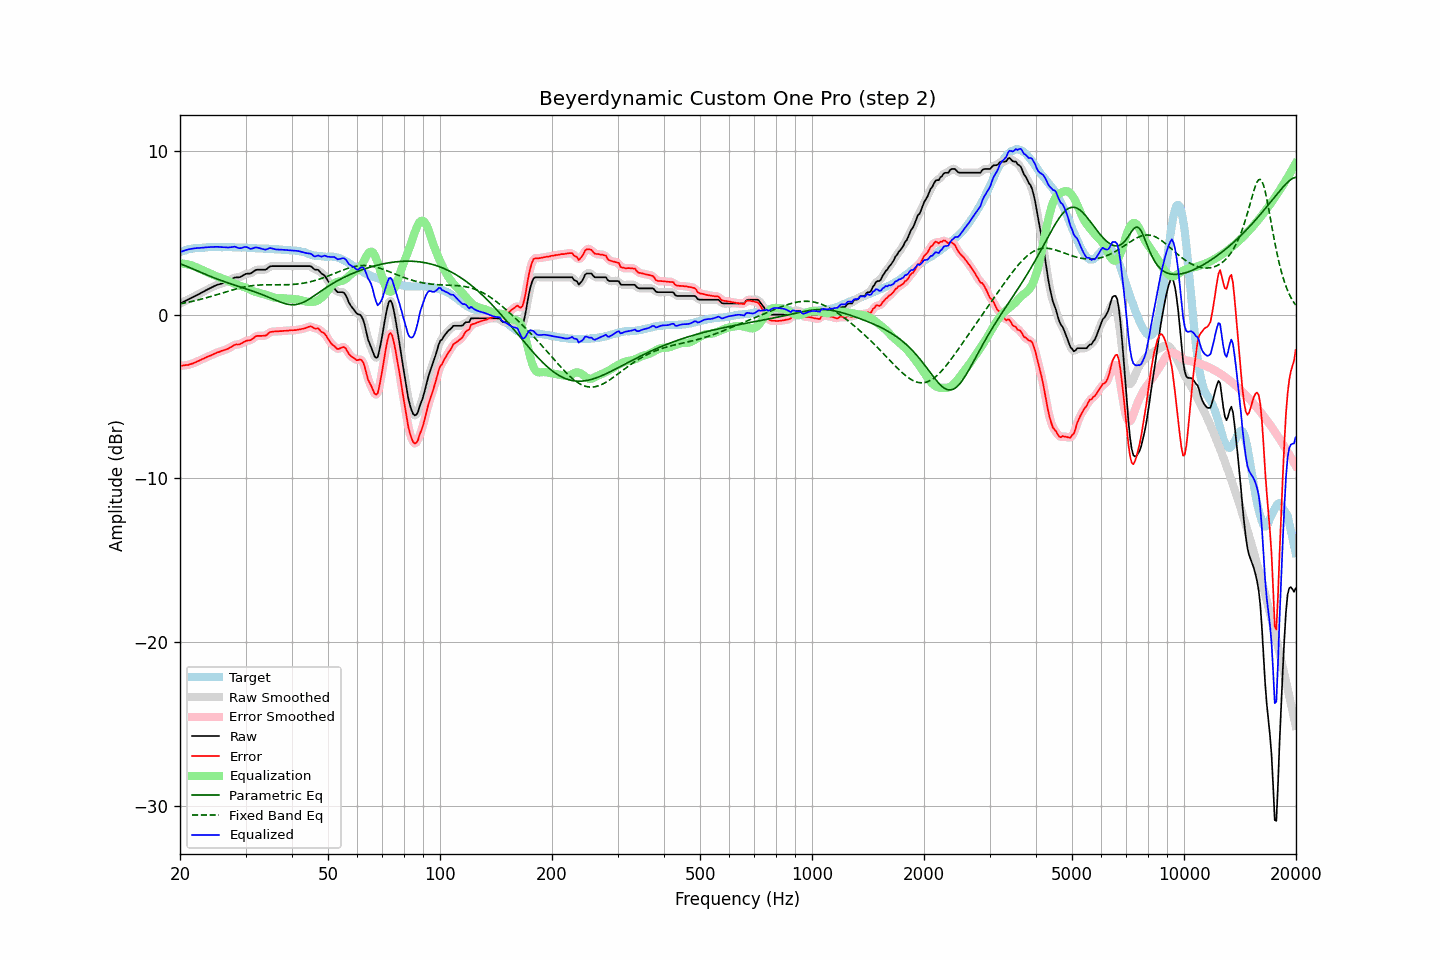 Beyerdynamic Custom One Pro (step 2)
10
0
−10
−20
−30
Amplitude (dBr)
Target
Raw Smoothed
Error Smoothed
Raw
Error
Equalization
Parametric Eq
Fixed Band Eq
Equalized
20 50 100 200 500 1000 2000 5000 10000 20000
Frequency (Hz)